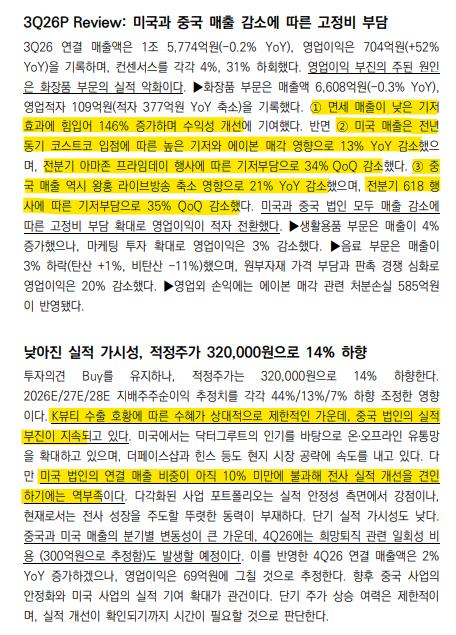 3Q26P Review: 미국과 중국 매출 감소에 따른 고정비 부담
3Q26 연결 매출액은 1조 5,774억원(-0.2% YoY), 영업이익은 704억원(+52%
YoY)을 기록하며, 컨센서스를 각각 4%, 31% 하회했다. 영업이익 부진의 주된 원인
은 화장품 부문의 실적 악화이다. ▶화장품 부문은 매출액 6,608억원(-0.3% YoY),
영업적자 109억원(적자 377억원 YoY 축소)을 기록했다. ① 면세 매출이 낮은 기저
효과에 힘입어 146% 증가하며 수익성 개선에 기여했다. 반면 ② 미국 매출은 전년
동기 코스트코 입점에 따른 높은 기저와 에이본 매각 영향으로 13% YoY 감소했으
며, 전분기 아마존 프라임데이 행사에 따른 기저부담으로 34% QoQ 감소했다. ③ 중
국 매출 역시 왕홍 라이브방송 축소 영향으로 21% YoY 감소했으며, 전분기 618 행
사에 따른 기저부담으로 35% QoQ 감소했다. 미국과 중국 법인 모두 매출 감소에
따른 고정비 부담 확대로 영업이익이 적자 전환했다. ▶생활용품 부문은 매출이 4%
증가했으나, 마케팅 투자 확대로 영업이익은 3% 감소했다. ▶음료 부문은 매출이
3% 하락(탄산 +1%, 비탄산 -11%)했으며, 원부자재 가격 부담과 판촉 경쟁 심화로
영업이익은 20% 감소했다. ▶영업외 손익에는 에이본 매각 관련 처분손실 585억원
이 반영됐다.
낮아진 실적 가시성, 적정주가 320,000원으로 14% 하향
투자의견 Buy를 유지하나, 적정주가는 320,000원으로 14% 하향한다.
2026E/27E/28E 지배주주순이익 추정치를 각각 44%/13%/7% 하향 조정한 영향
이다. K뷰티 수출 호황에 따른 수혜가 상대적으로 제한적인 가운데, 중국 법인의 실적
부진이 지속되고 있다. 미국에서는 닥터그루트의 인기를 바탕으로 온·오프라인 유통망
을 확대하고 있으며, 더페이스샵과 힌스 등도 현지 시장 공략에 속도를 내고 있다. 다
만 미국 법인의 연결 매출 비중이 아직 10% 미만에 불과해 전사 실적 개선을 견인
하기에는 역부족이다. 다각화된 사업 포트폴리오는 실적 안정성 측면에서 강점이나,
현재로서는 전사 성장을 주도할 뚜렷한 동력이 부재하다. 단기 실적 가시성도 낮다.
중국과 미국 매출의 분기별 변동성이 큰 가운데, 4Q26에는 희망퇴직 관련 일회성 비
용 (300억원으로 추정함)도 발생할 예정이다. 이를 반영한 4Q26 연결 매출액은 2%
YoY 증가하겠으나, 영업이익은 69억원에 그칠 것으로 추정한다. 향후 중국 사업의
안정화와 미국 사업의 실적 기여 확대가 관건이다. 단기 주가 상승 여력은 제한적이
며, 실적 개선이 확인되기까지 시간이 필요할 것으로 판단한다.